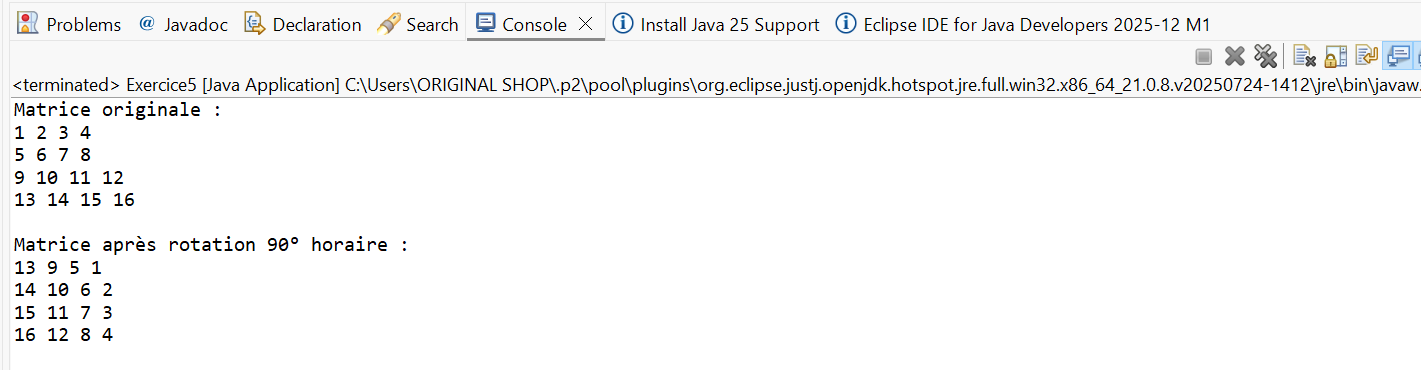 Problems @ Javadoc Declaration Search Console Install Java 25 Support Eclipse IDE for Java Developers 2025-12 M1
<terminated> Exercice5 [Java Application] C:\Users\ORIGINAL SHOP\.p2\pool\plugins\org.eclipse.justj.openjdk.hotspot.jre.full.win32.x86_64_21.0.8.v20250724-1412\jre\bin\javaw.
Matrice originale :
1 2 3 4
5 6 7 8
9 10 11 12
13 14 15 16
Matrice après rotation 90° horaire :
13 9 5 1
14 10 6 2
15 11 7 3
16 12 8 4